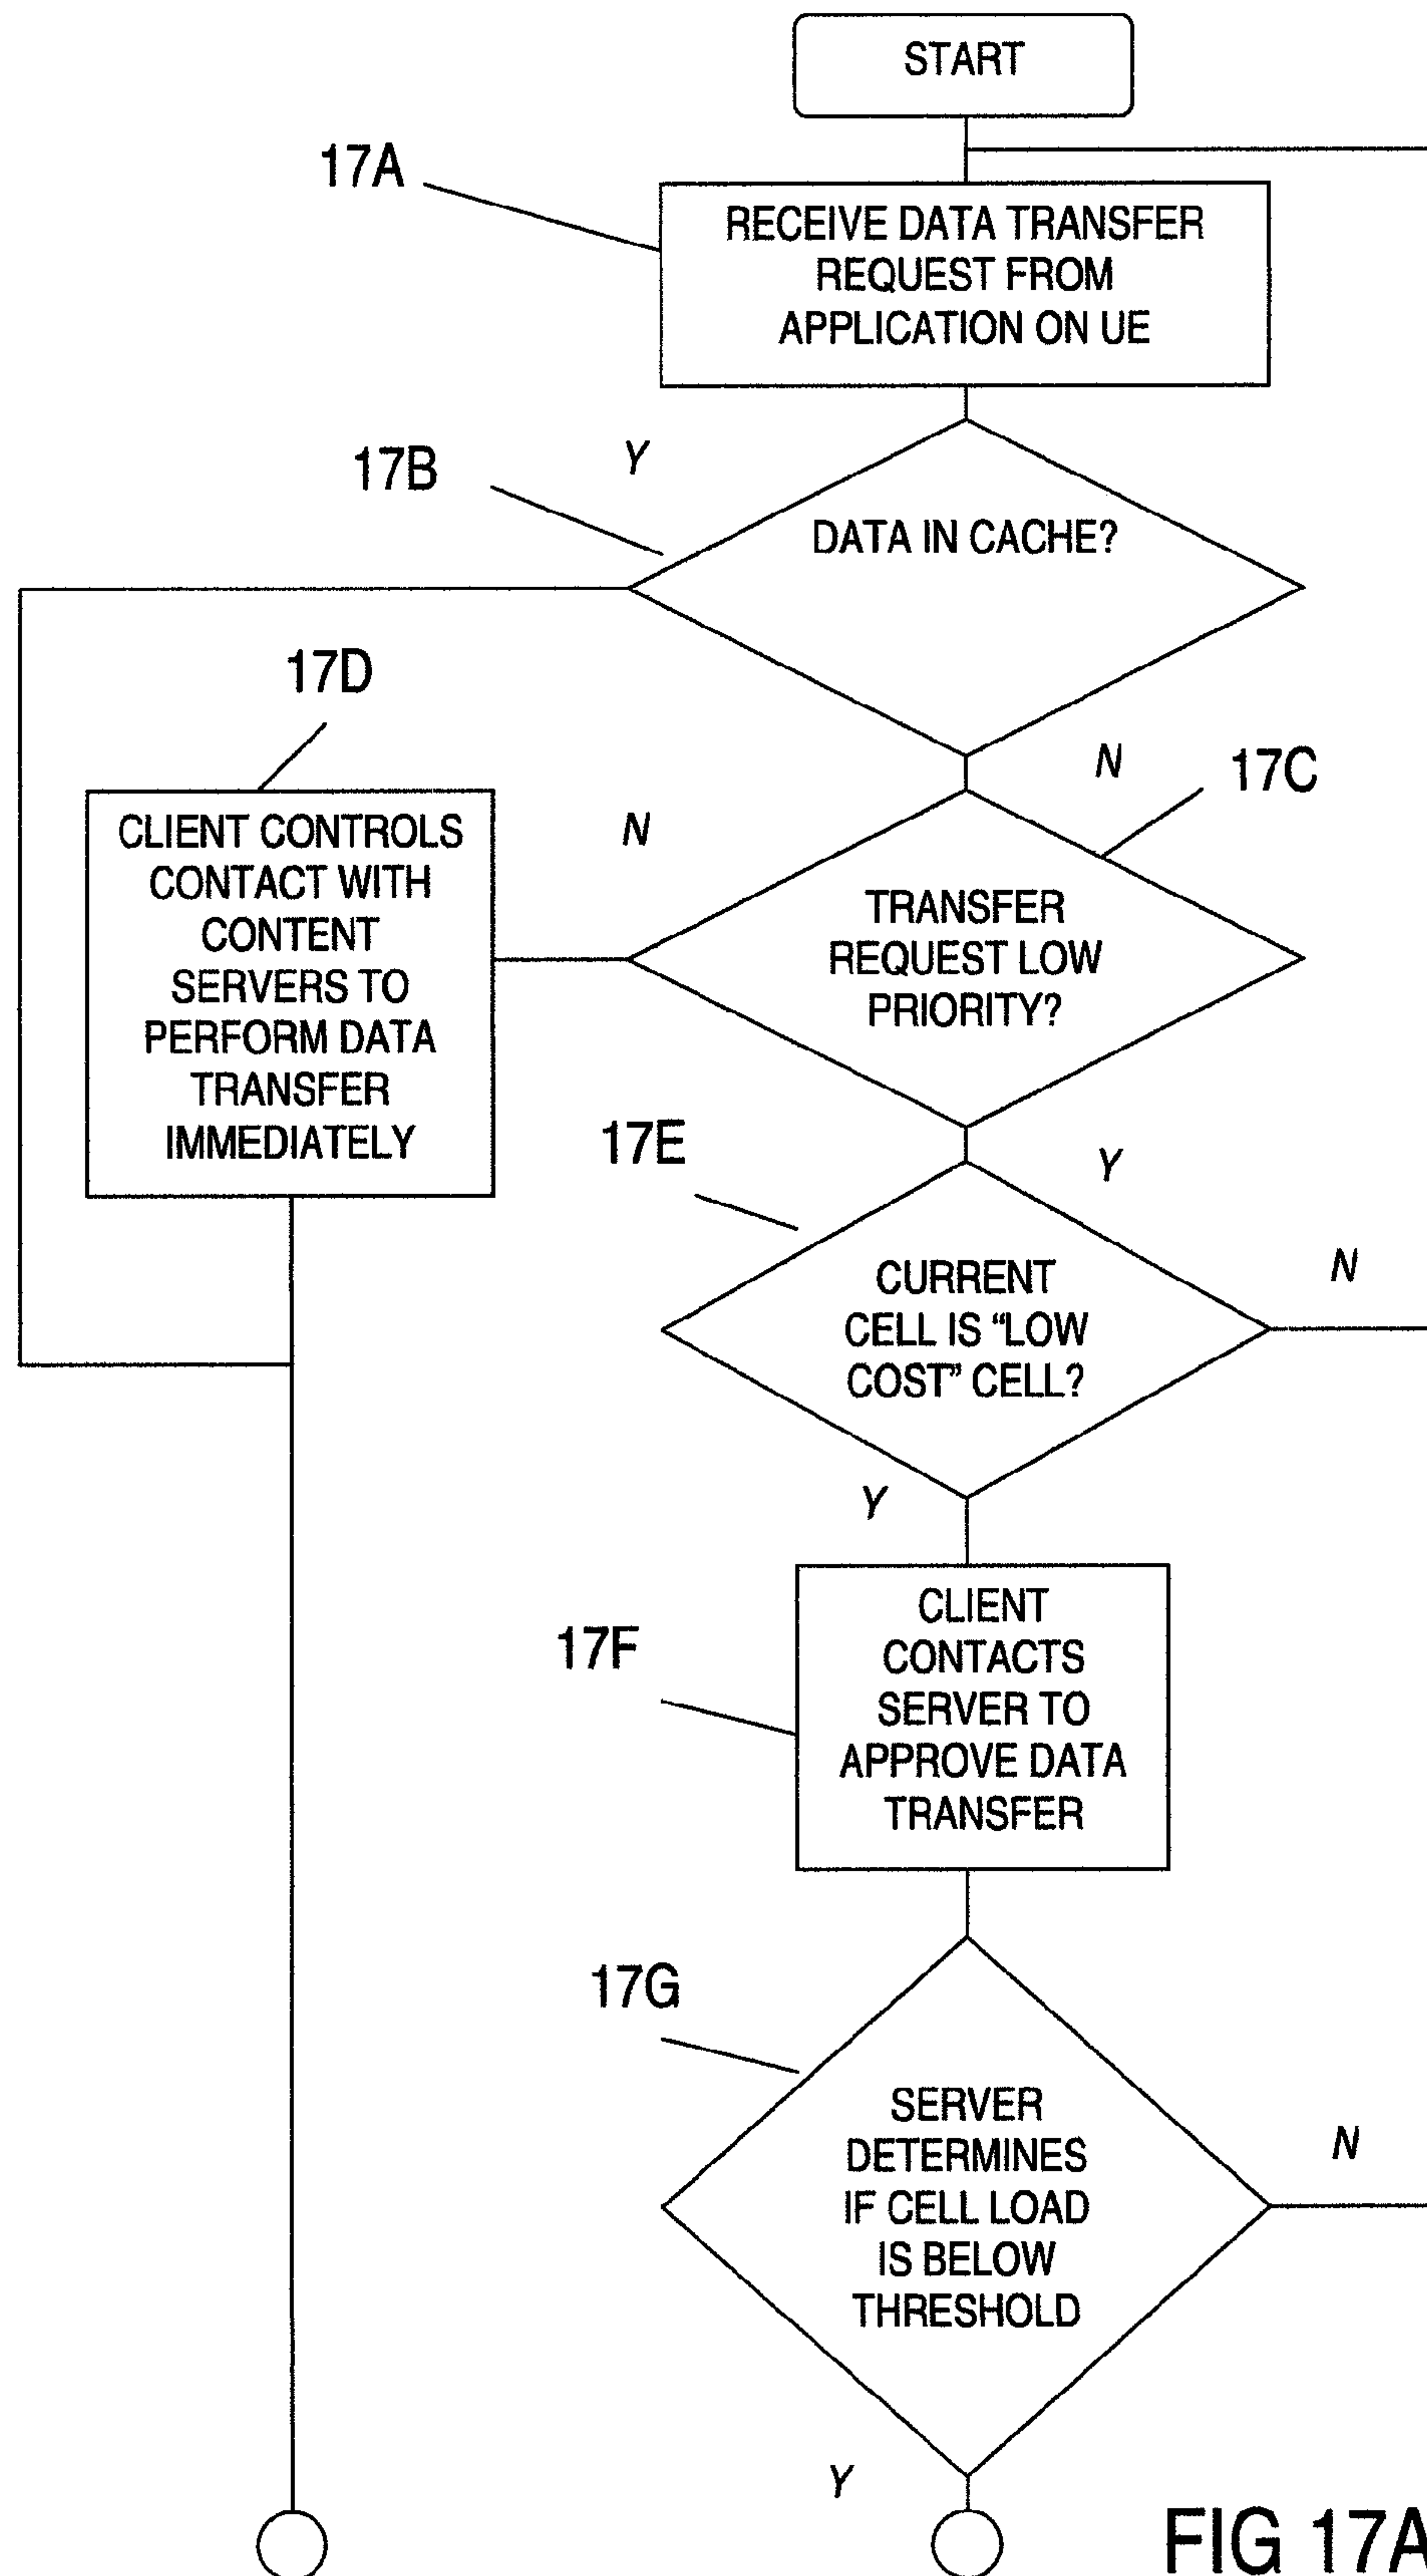 START
17A
RECEIVE DATA TRANSFER
REQUEST FROM
APPLICATION ON UE
Y
17B
DATA IN CACHE?
17D
N
17C
CLIENT CONTROLS
CONTACT WITH
CONTENT
SERVERS TO
PERFORM DATA
TRANSFER
IMMEDIATELY
N
TRANSFER
REQUEST LOW
PRIORITY?
17E
Y
CURRENT
CELL IS “LOW
COST” CELL?
N
Y
CLIENT
CONTACTS
SERVER TO
APPROVE DATA
TRANSFER
17F
17G
SERVER
DETERMINES
IF CELL LOAD
IS BELOW
THRESHOLD
N
Y
FIG 17A